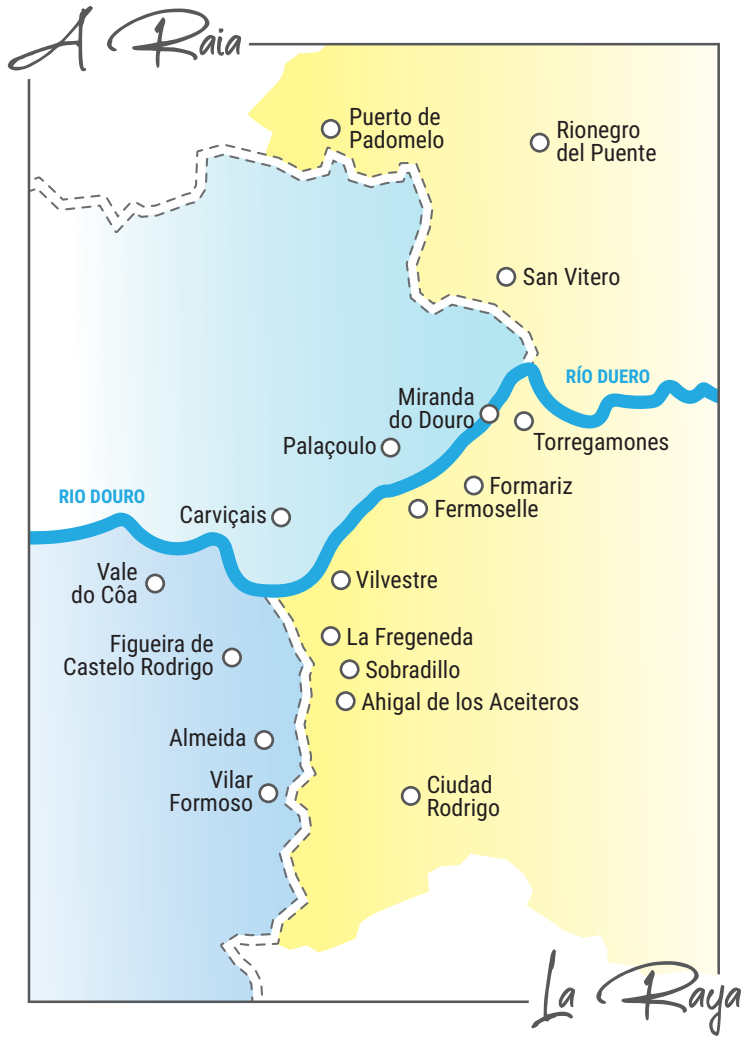 A Raia
Puerto de
Padomelo
Rionegro
del Puente
San Vitero
RÍO DUERO
Miranda
do Douro
Torregamones
Palaçoulo
Formariz
Fermoselle
RIO DOURO
Carviçais
Vale
do Côa
Vilvestre
Figueira de
Castelo Rodrigo
La Fregeneda
Sobradillo
Ahigal de los Aceiteros
Almeida
Vilar
Formoso
Ciudad
Rodrigo
La Raya